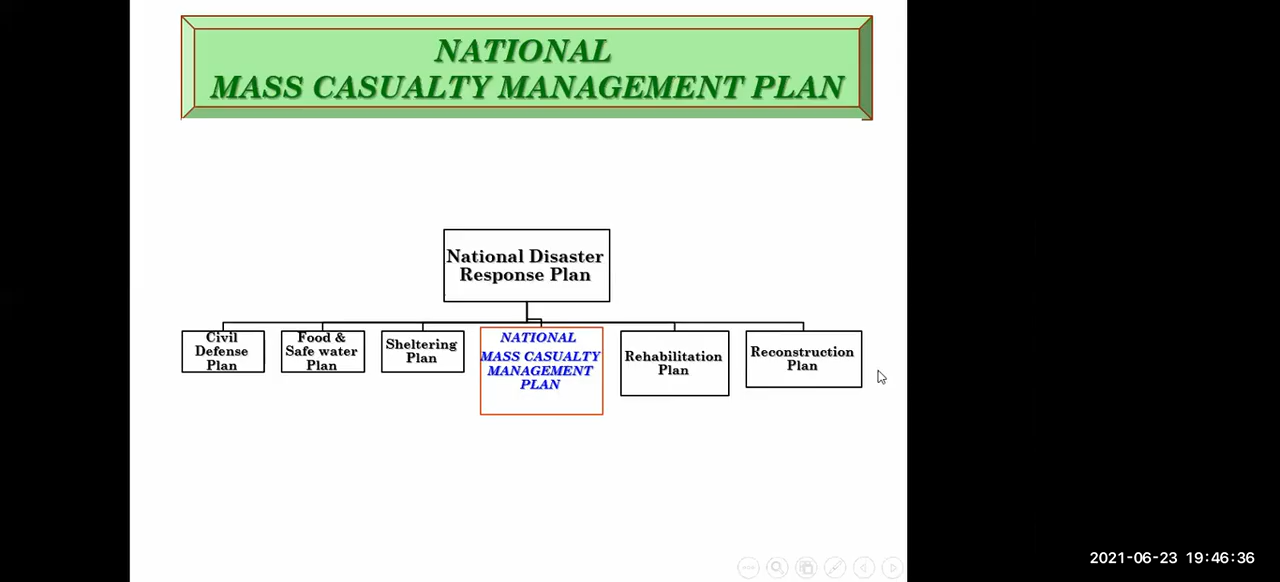 NATIONAL
MASS CASUALTY MANAGEMENT PLAN
National Disaster
Response Plan
Civil
Defense
Plan
Food &
Safe water
Plan
Sheltering
Plan
NATIONAL
MASS CASUALTY
MANAGEMENT
PLAN
Rehabilitation
Plan
Reconstruction
Plan
2021-06-23 19:46:36